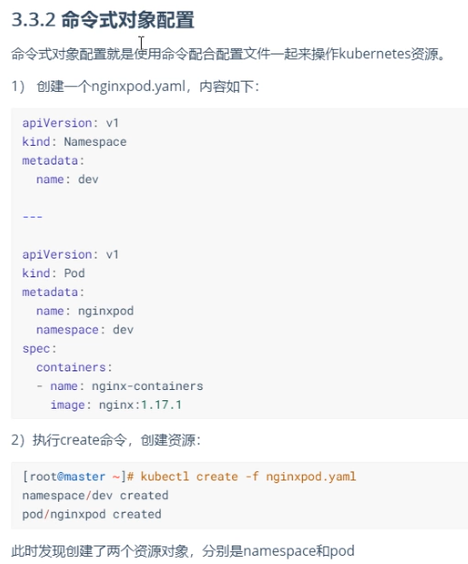 3.3.2 命令式对象配置
命令式对象配置就是使用命令配合配置文件一起来操作kubernetes资源。
1） 创建一个nginxpod.yaml，内容如下：
apiVersion: v1
kind: Namespace
metadata:
  name: dev
---
apiVersion: v1
kind: Pod
metadata:
  name: nginxpod
  namespace: dev
spec:
  containers:
  - name: nginx-containers
    image: nginx:1.17.1
2）执行create命令，创建资源：
[root@master ~]# kubectl create -f nginxpod.yaml
namespace/dev created
pod/nginxpod created
此时发现创建了两个资源对象，分别是namespace和pod